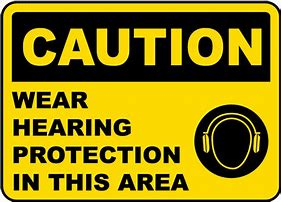 CAUTION
WEAR
HEARING
PROTECTION
IN THIS AREA